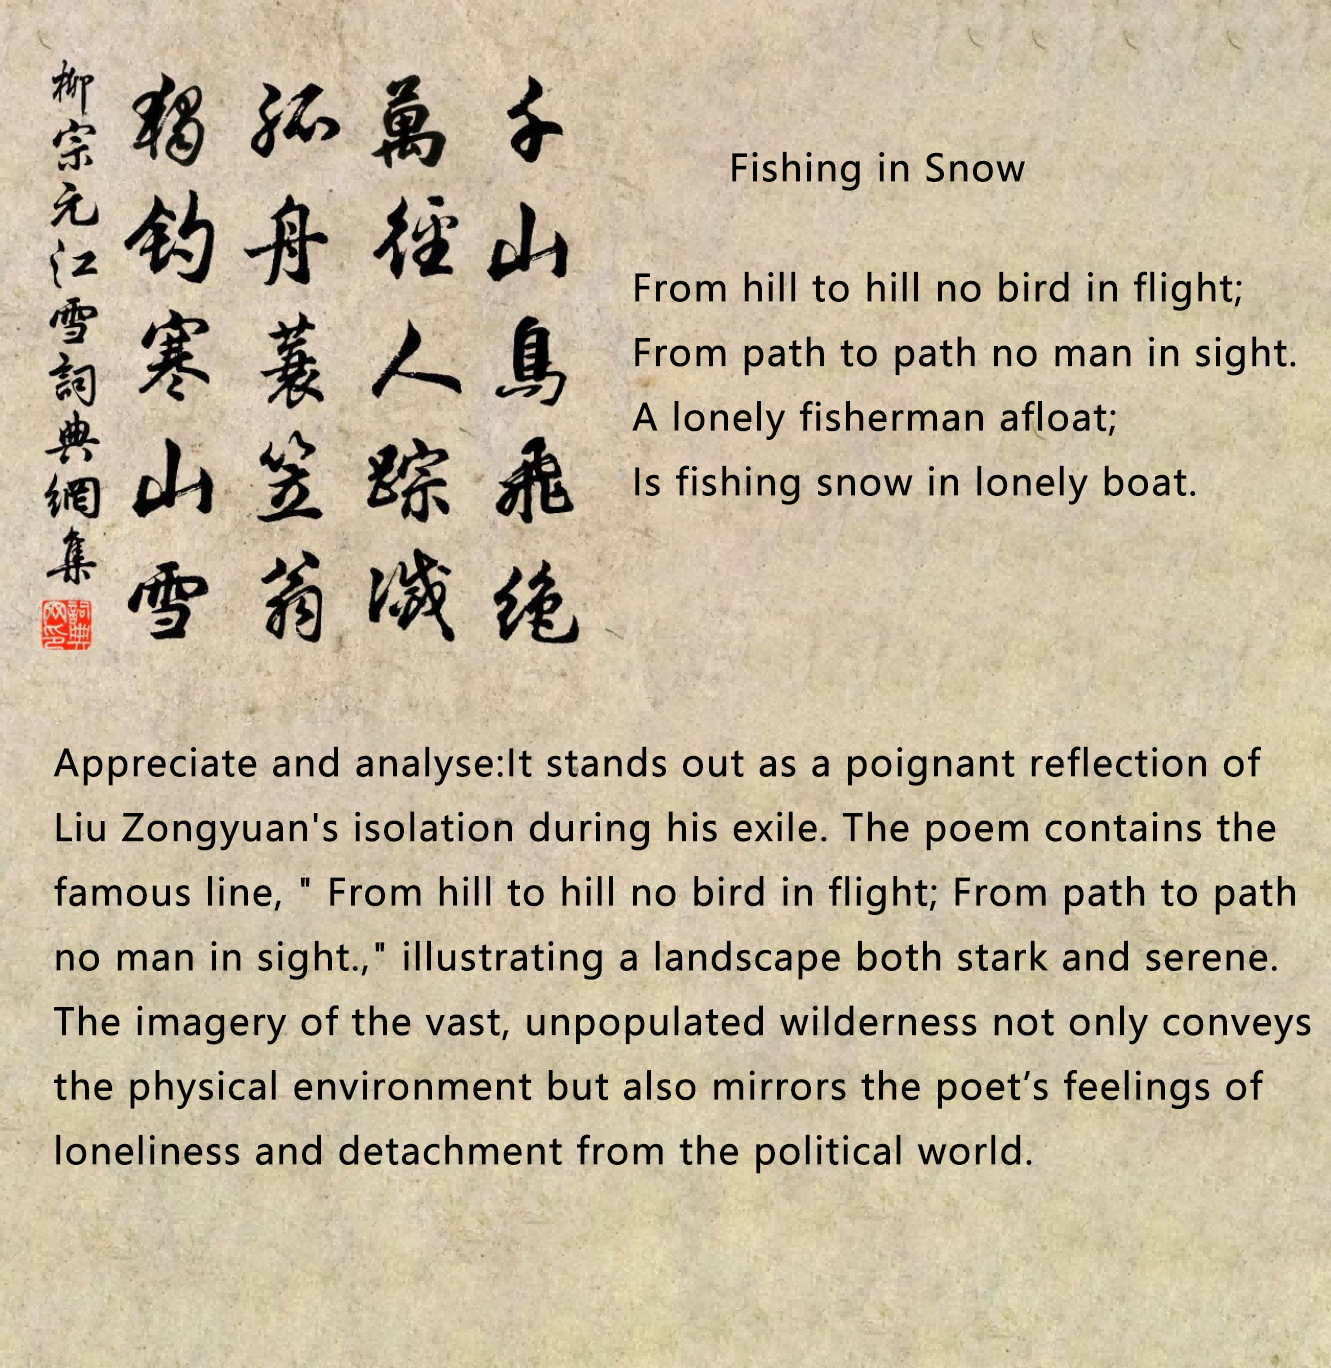 千山鳥飛絶
萬徑人踪滅
孤舟蓑笠翁
獨釣寒山雪
柳宗元江雪詞典網集
詞典
网印
Fishing in Snow
From hill to hill no bird in flight;
From path to path no man in sight.
A lonely fisherman afloat;
Is fishing snow in lonely boat.
Appreciate and analyse:It stands out as a poignant reflection of
Liu Zongyuan's isolation during his exile. The poem contains the
famous line, " From hill to hill no bird in flight; From path to path
no man in sight.," illustrating a landscape both stark and serene.
The imagery of the vast, unpopulated wilderness not only conveys
the physical environment but also mirrors the poet’s feelings of
loneliness and detachment from the political world.